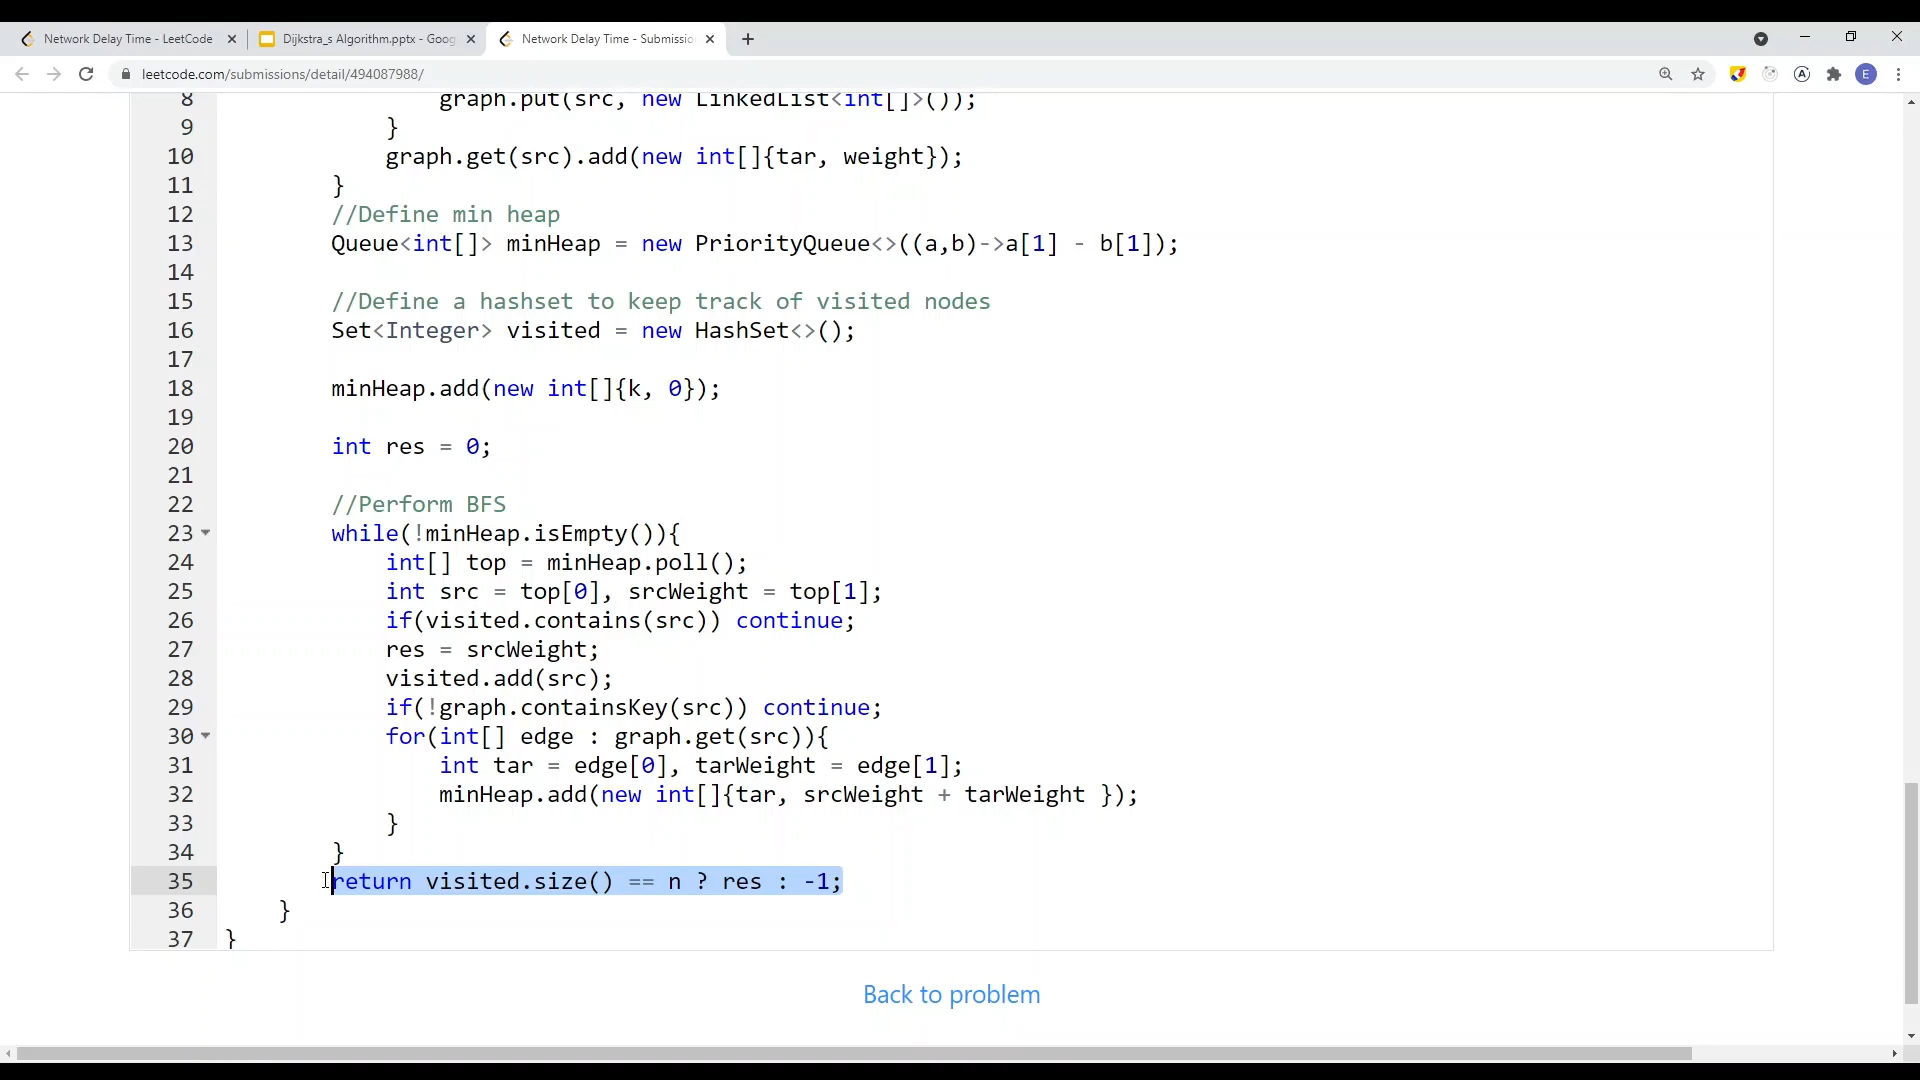 Network Delay Time - LeetCode
Dijkstra_s Algorithm.pptx - Goog
Network Delay Time - Submissio
leetcode.com/submissions/detail/494087988/
E
8 graph.put(src, new LinkedList<int[]>());
9 }
10 graph.get(src).add(new int[]{tar, weight});
11 }
12 //Define min heap
13 Queue<int[]> minHeap = new PriorityQueue<>((a,b)->a[1] - b[1]);
14
15 //Define a hashset to keep track of visited nodes
16 Set<Integer> visited = new HashSet<>();
17
18 minHeap.add(new int[]{k, 0});
19
20 int res = 0;
21
22 //Perform BFS
23 while(!minHeap.isEmpty()){
24 int[] top = minHeap.poll();
25 int src = top[0], srcWeight = top[1];
26 if(visited.contains(src)) continue;
27 res = srcWeight;
28 visited.add(src);
29 if(!graph.containsKey(src)) continue;
30 for(int[] edge : graph.get(src)){
31 int tar = edge[0], tarWeight = edge[1];
32 minHeap.add(new int[]{tar, srcWeight + tarWeight });
33 }
34 }
35 return visited.size() == n ? res : -1;
36 }
37 }
Back to problem